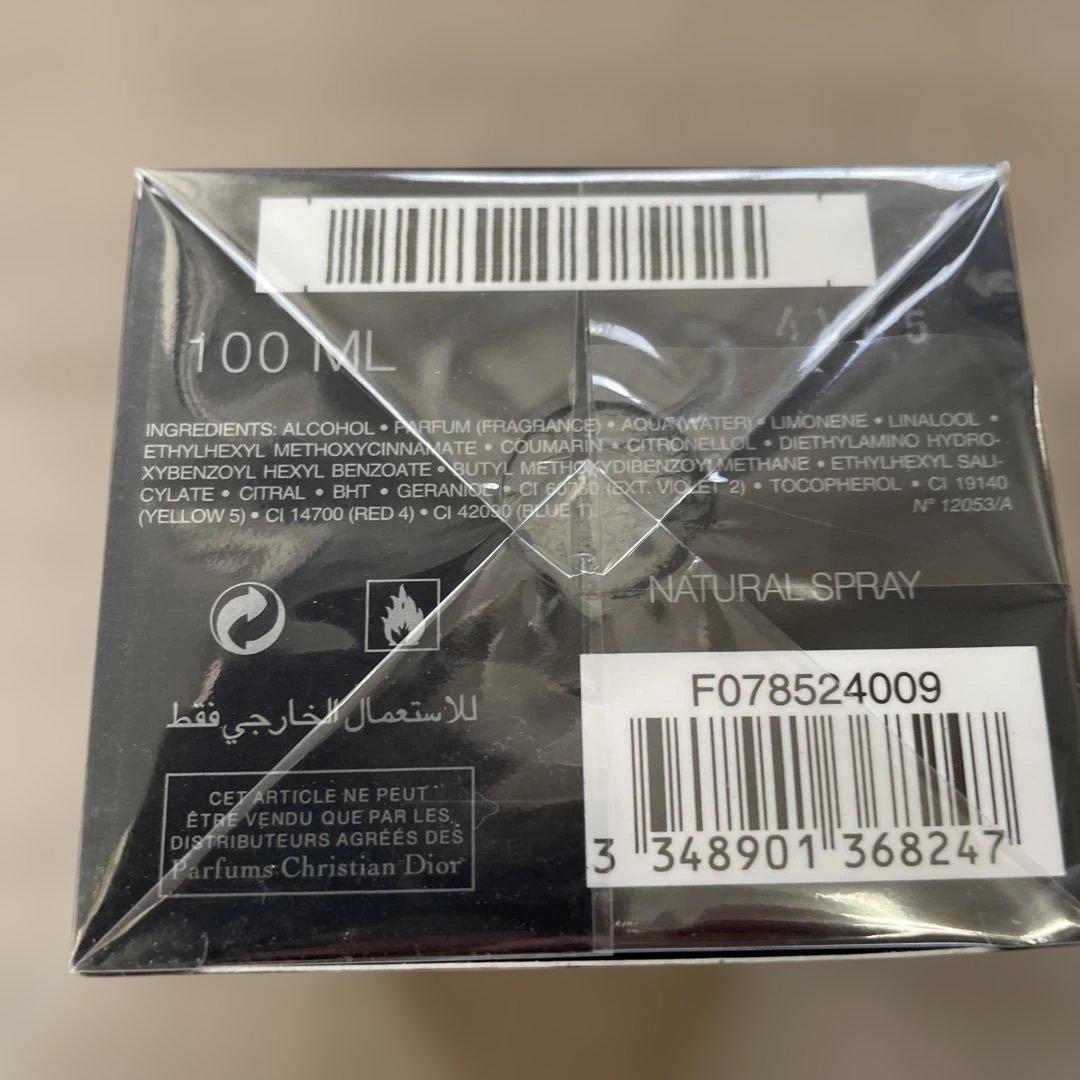 100 ML
INGREDIENTS: ALCOHOL • PARFUM (FRAGRANCE) • AQUA (WATER) • LIMONENE • LINALOOL •
ETHYLHEXYL METHOXYCINNAMATE • COUMARIN • CITRONELLOL • DIETHYLAMINO HYDRO-
XYBENZOYL HEXYL BENZOATE • BUTYL METHOXYDIBENZOYLMETHANE • ETHYLHEXYL SALI-
CYLATE • CITRAL • BHT • GERANIOL • CI 60730 (EXT. VIOLET 2) • TOCOPHEROL • CI 19140
(YELLOW 5) • CI 14700 (RED 4) • CI 42090 (BLUE 1).
N° 12053/A
NATURAL SPRAY
للاستعمال الخارجي فقط
CET ARTICLE NE PEUT
ÊTRE VENDU QUE PAR LES
DISTRIBUTEURS AGRÉÉS DES
Parfums Christian Dior
F078524009
3 348901 368247